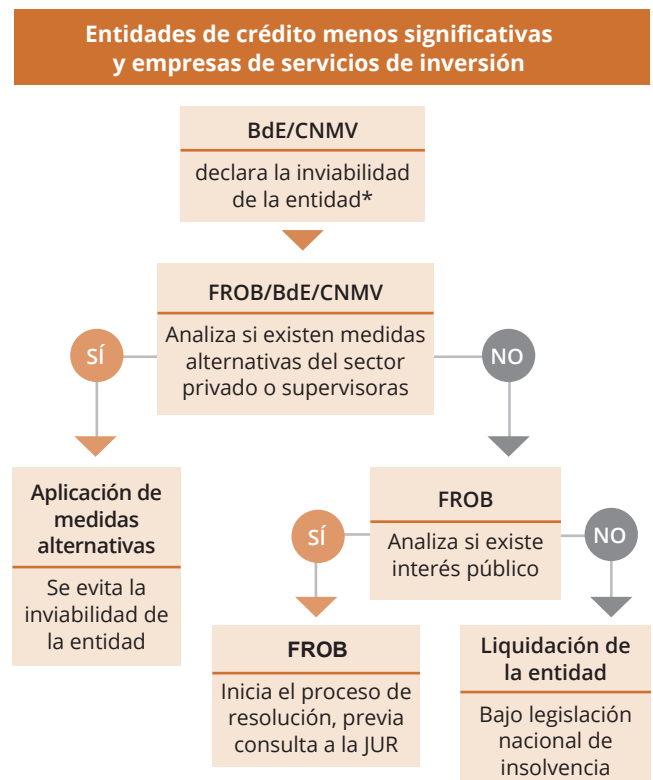 Entidades de crédito menos significativas
y empresas de servicios de inversión
BdE/CNMV
declara la inviabilidad
de la entidad*
FROB/BdE/CNMV
Analiza si existen medidas
alternativas del sector
privado o supervisoras
SÍ
NO
Aplicación de
medidas
alternativas
Se evita la
inviabilidad de
la entidad
FROB
Analiza si existe
interés público
SÍ
NO
FROB
Inicia el proceso de
resolución, previa
consulta a la JUR
Liquidación de
la entidad
Bajo legislación
nacional de
insolvencia